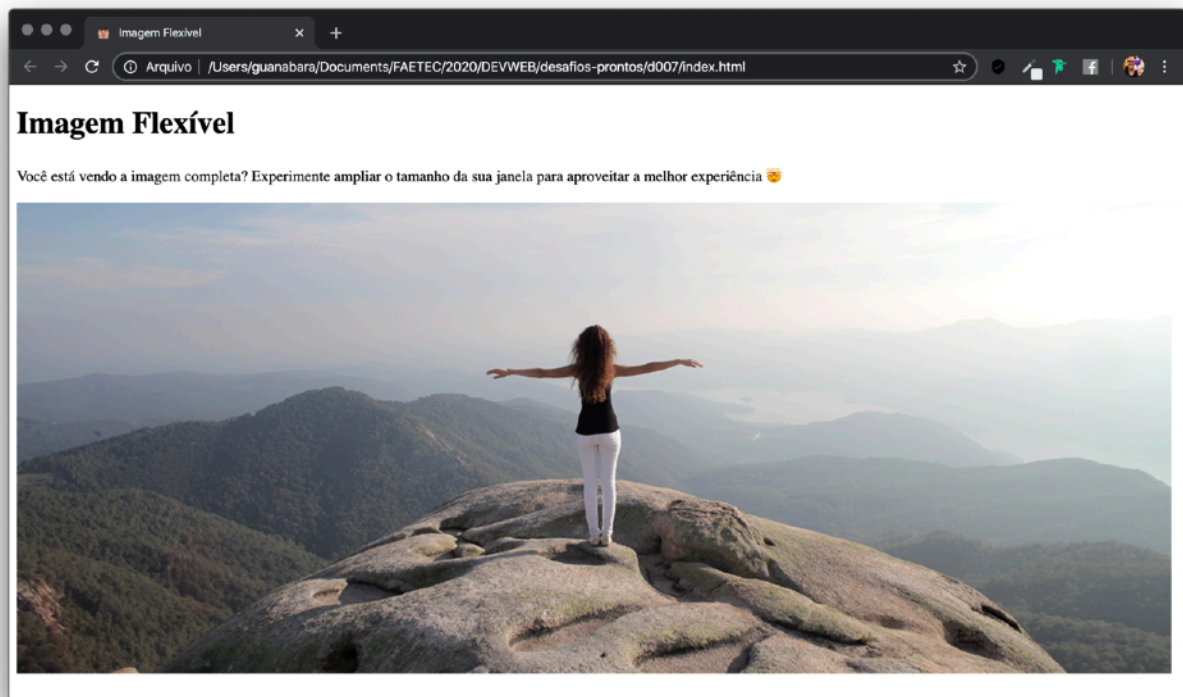 Imagem Flexível
Arquivo | /Users/guanabara/Documents/FAETEC/2020/DEVWEB/desafios-prontos/d007/index.html
Imagem Flexível
Você está vendo a imagem completa? Experimente ampliar o tamanho da sua janela para aproveitar a melhor experiência 🤯